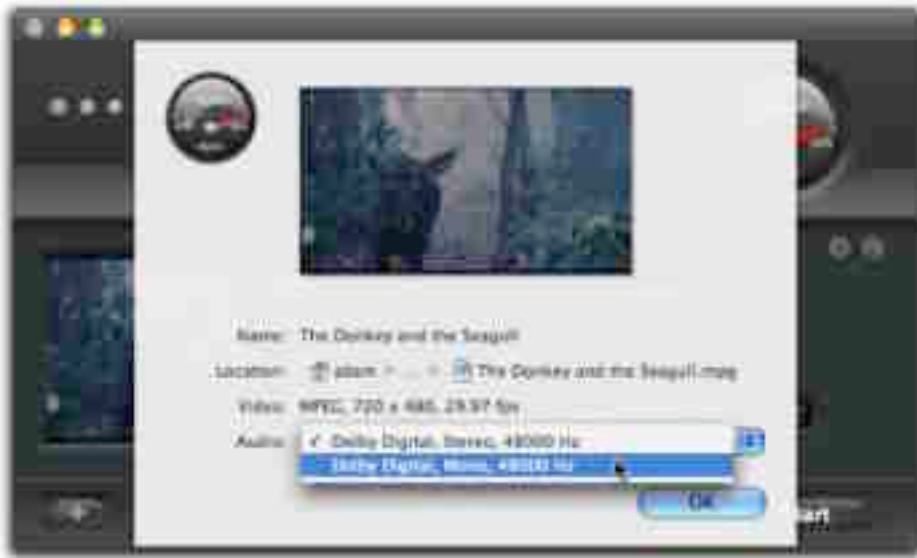 Name: The Donkey and the Seagull
Location: adam ▸ ... ▸ The Donkey and the Seagull.mpg
Video: MPEG, 720 x 480, 29.97 fps
Audio: ✓ Dolby Digital, Stereo, 48000 Hz
Dolby Digital, Mono, 48000 Hz
OK